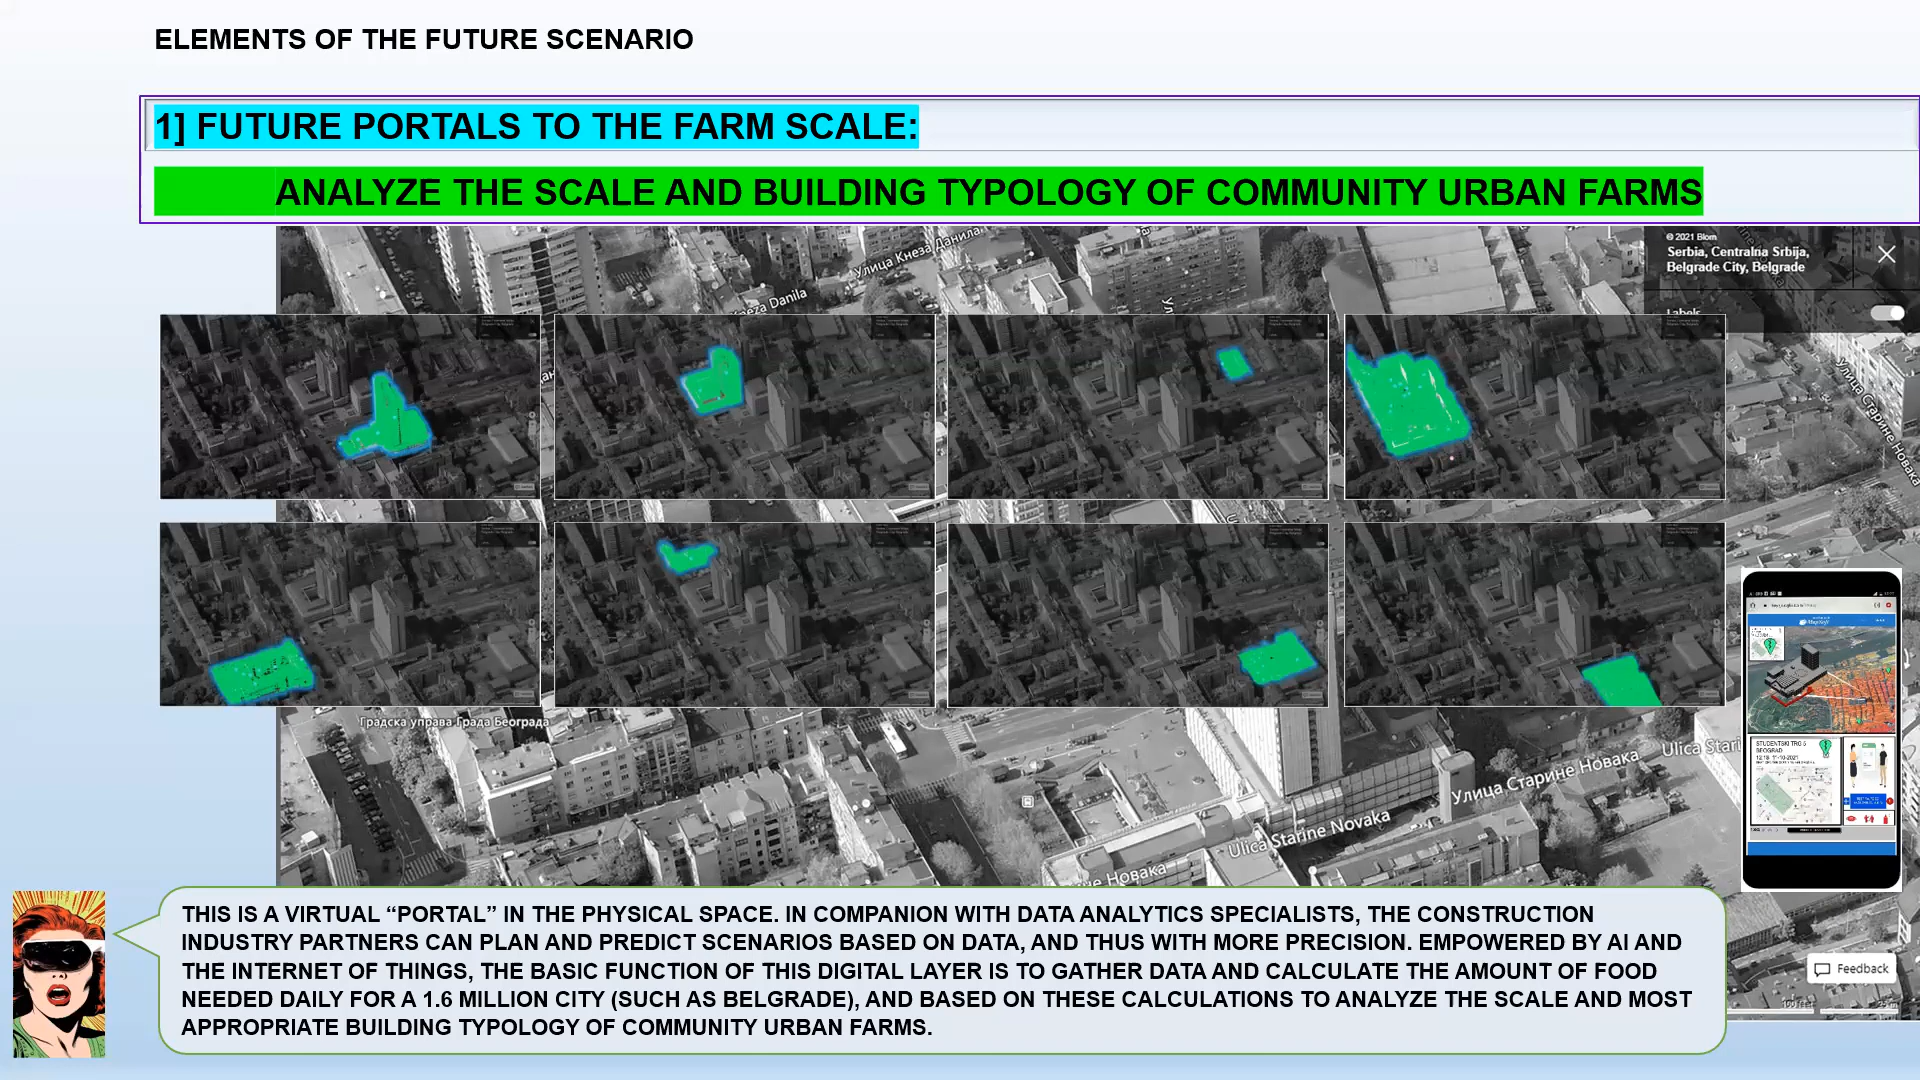 ELEMENTS OF THE FUTURE SCENARIO
1] FUTURE PORTALS TO THE FARM SCALE:
ANALYZE THE SCALE AND BUILDING TYPOLOGY OF COMMUNITY URBAN FARMS
© 2021 Blom
Serbia, Centralna Srbija,
Belgrade City, Belgrade
Labels
Улица Кнеза Данила
Kneza Danila
Улица Старине Новака
Градска управа Града Београда
Улица Старине Новака
Ulica Stari
Ulica Starine Novaka
не Новака
STUDENTSKI TRG 5
BEOGRAD
THIS IS A VIRTUAL “PORTAL” IN THE PHYSICAL SPACE. IN COMPANION WITH DATA ANALYTICS SPECIALISTS, THE CONSTRUCTION
INDUSTRY PARTNERS CAN PLAN AND PREDICT SCENARIOS BASED ON DATA, AND THUS WITH MORE PRECISION. EMPOWERED BY AI AND
THE INTERNET OF THINGS, THE BASIC FUNCTION OF THIS DIGITAL LAYER IS TO GATHER DATA AND CALCULATE THE AMOUNT OF FOOD
NEEDED DAILY FOR A 1.6 MILLION CITY (SUCH AS BELGRADE), AND BASED ON THESE CALCULATIONS TO ANALYZE THE SCALE AND MOST
APPROPRIATE BUILDING TYPOLOGY OF COMMUNITY URBAN FARMS.
Feedback